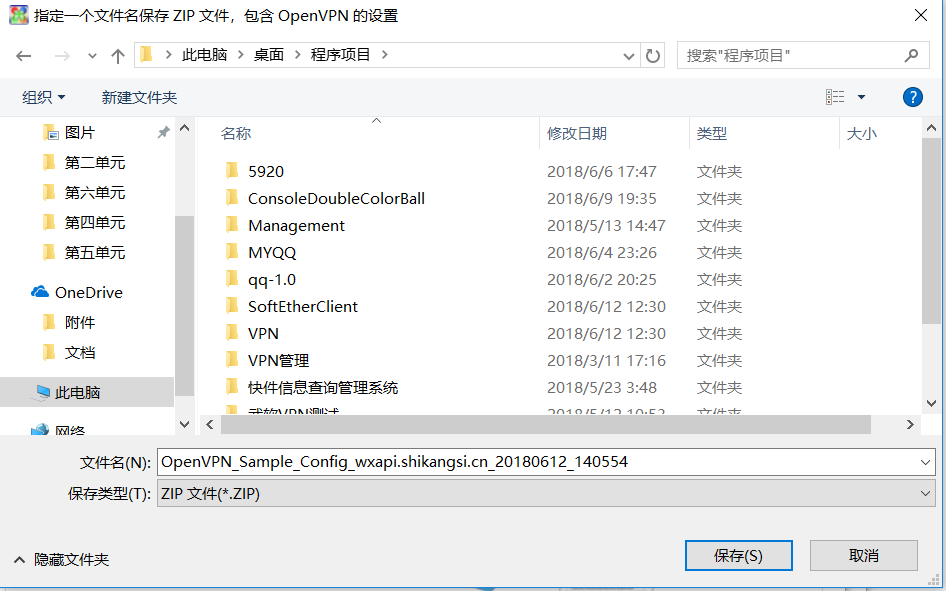 指定一个文件名保存 ZIP 文件，包含 OpenVPN 的设置
此电脑 桌面 程序项目
搜索"程序项目"
组织 新建文件夹
图片
第二单元
第六单元
第四单元
第五单元
OneDrive
附件
文档
此电脑
网络
名称 修改日期 类型 大小
5920 2018/6/6 17:47 文件夹
ConsoleDoubleColorBall 2018/6/9 19:35 文件夹
Management 2018/5/13 14:47 文件夹
MYQQ 2018/6/4 23:26 文件夹
qq-1.0 2018/6/2 20:25 文件夹
SoftEtherClient 2018/6/12 12:30 文件夹
VPN 2018/6/12 12:30 文件夹
VPN管理 2018/3/11 17:16 文件夹
快件信息查询管理系统 2018/5/23 3:48 文件夹
武软VPN测试 2018/5/12 10:53 文件夹
文件名(N): OpenVPN_Sample_Config_wxapi.shikangsi.cn_20180612_140554
保存类型(T): ZIP 文件(*.ZIP)
隐藏文件夹
保存(S) 取消